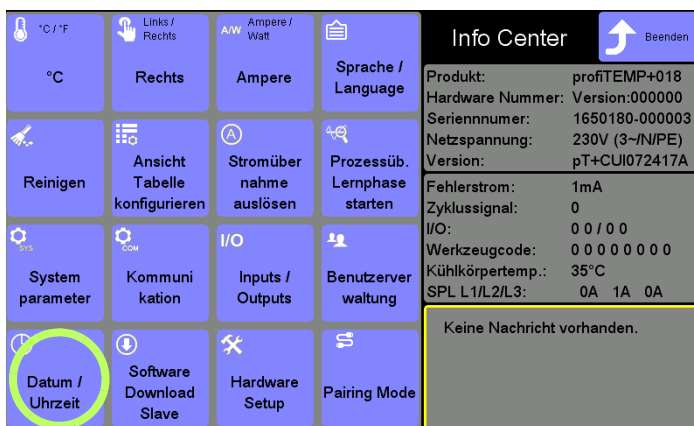 °C / °F
Links /
Rechts
A/W Ampere /
Watt
°C
Rechts
Ampere
Sprache /
Language
Reinigen
Ansicht
Tabelle
konfigurieren
A
Stromüber
nahme
auslösen
Prozessüb.
Lernphase
starten
SYS
System
parameter
COM
Kommuni
kation
I/O
Inputs /
Outputs
Benutzerver
waltung
Datum /
Uhrzeit
Software
Download
Slave
Hardware
Setup
Pairing Mode
Info Center
Beenden
Produkt: profiTEMP+018
Hardware Nummer: Version:000000
Seriennnumer: 1650180-000003
Netzspannung: 230V (3~/N/PE)
Version: pT+CUI072417A
Fehlerstrom: 1mA
Zyklussignal: 0
I/O: 0 0 / 0 0
Werkzeugcode: 0 0 0 0 0 0 0 0
Kühlkörpertemp.: 35°C
SPL L1/L2/L3: 0A 1A 0A
Keine Nachricht vorhanden.